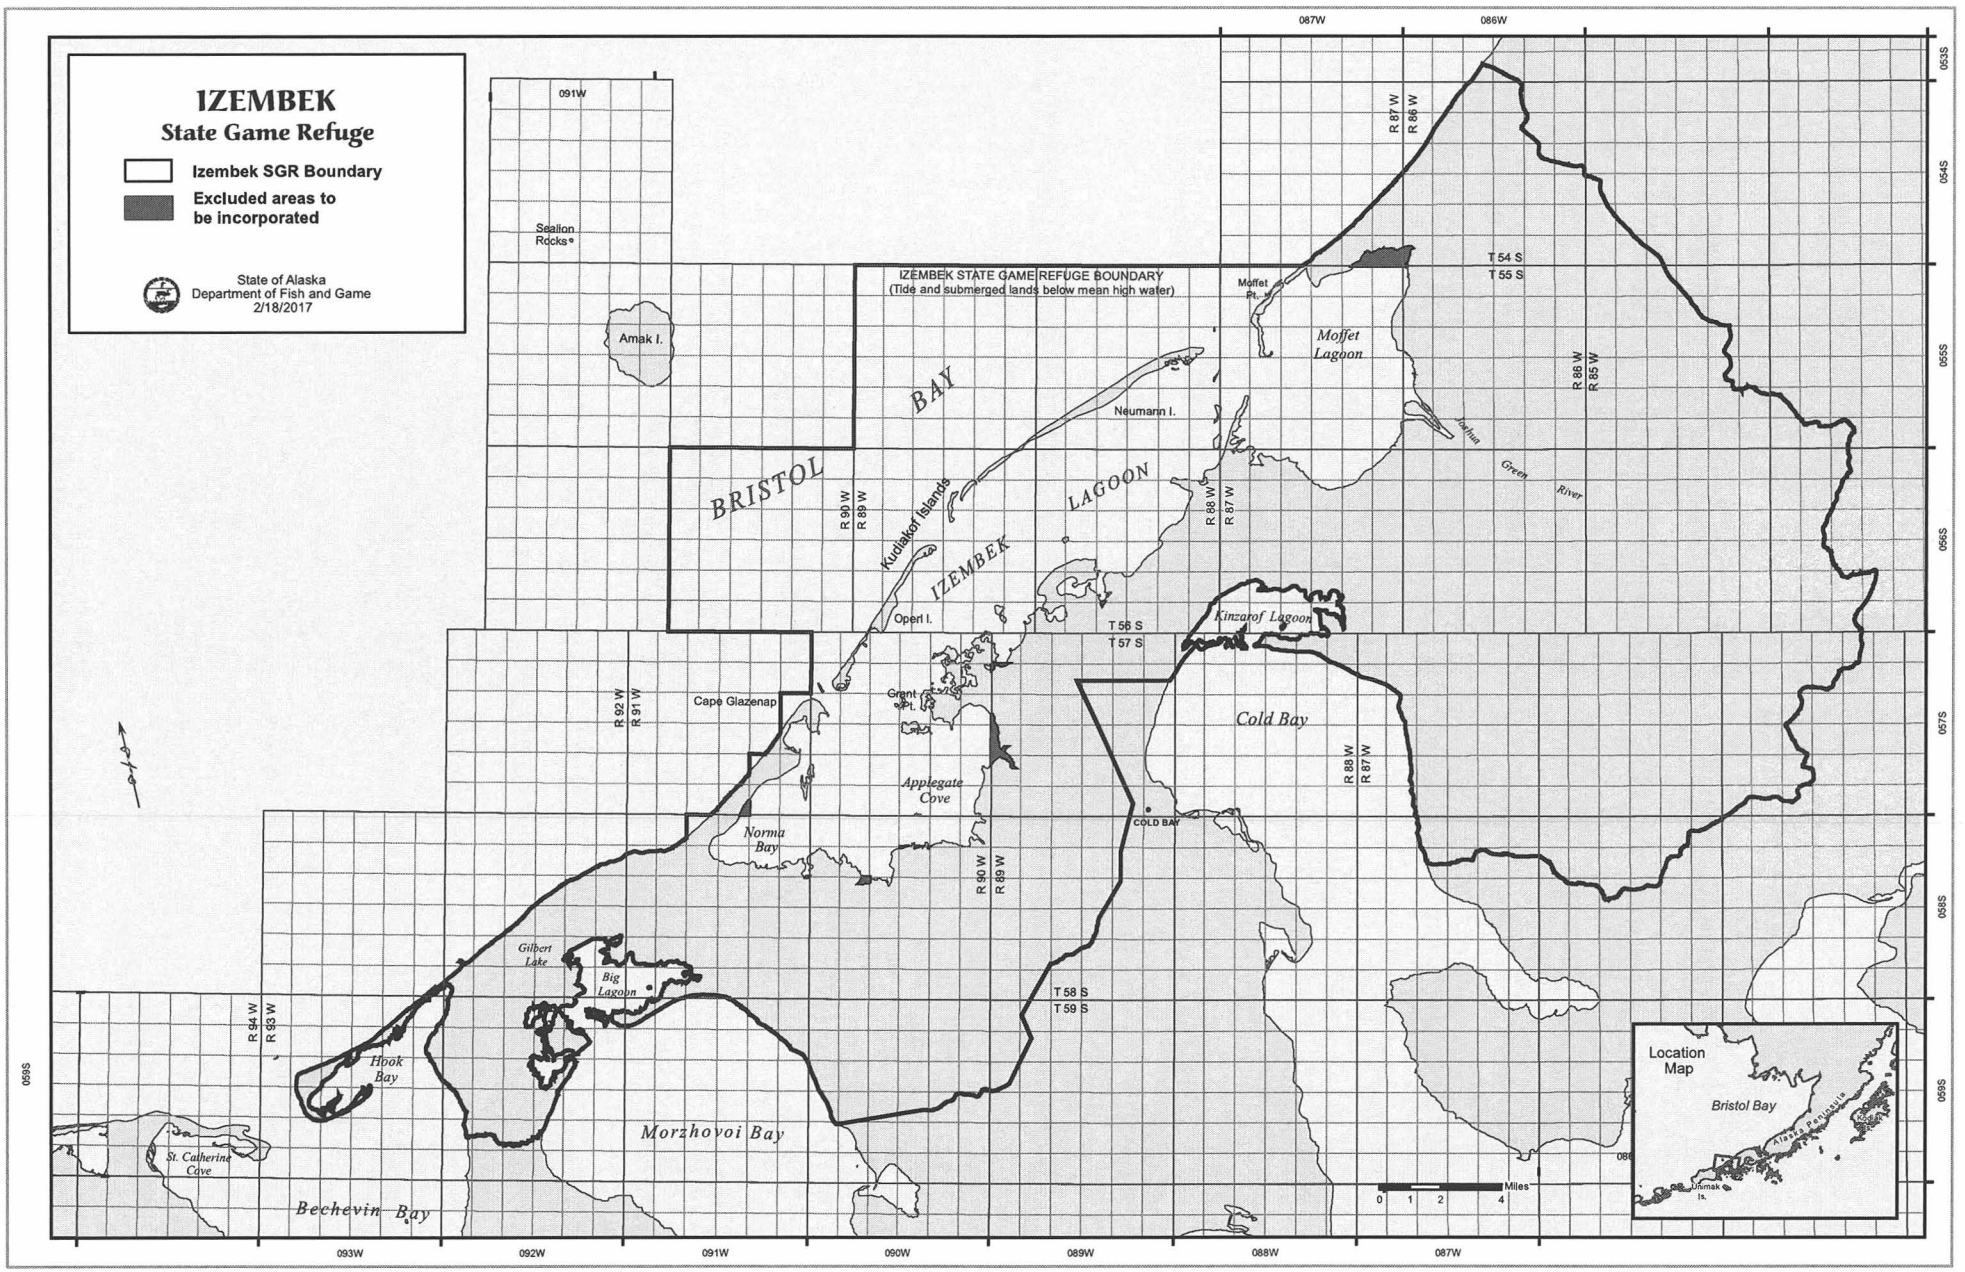 087W
086W
IZEMBEK
State Game Refuge
Izembek SGR Boundary
Excluded areas to
be incorporated
State of Alaska
Department of Fish and Game
2/18/2017
091W
Sealion
Rocks
Amak I.
IZEMBEK STATE GAME REFUGE BOUNDARY
(Tide and submerged lands below mean high water)
R 87 W
R 86 W
053S
054S
T 54 S
T 55 S
Moffet
Pt.
Moffet
Lagoon
R 86 W
R 85 W
055S
BRISTOL BAY
Neumann I.
Joshua
Green
River
R 90 W
R 89 W
Kudiakof Islands
IZEMBEK LAGOON
R 88 W
R 87 W
056S
Operl I.
T 56 S
T 57 S
Kinzarof Lagoon
R 92 W
R 91 W
Cape Glazenap
Grant
Pt.
Cold Bay
057S
R 88 W
R 87 W
Applegate
Cove
COLD BAY
Norma
Bay
R 90 W
R 89 W
058S
Gilbert
Lake
Big
Lagoon
T 58 S
T 59 S
R 94 W
R 93 W
Hook
Bay
059S
059S
Morzhovoi Bay
St. Catherine
Cove
Bechevin Bay
0 1 2 4 Miles
Location
Map
Bristol Bay
Alaska Peninsula
Unimak
Is.
093W
092W
091W
090W
089W
088W
087W